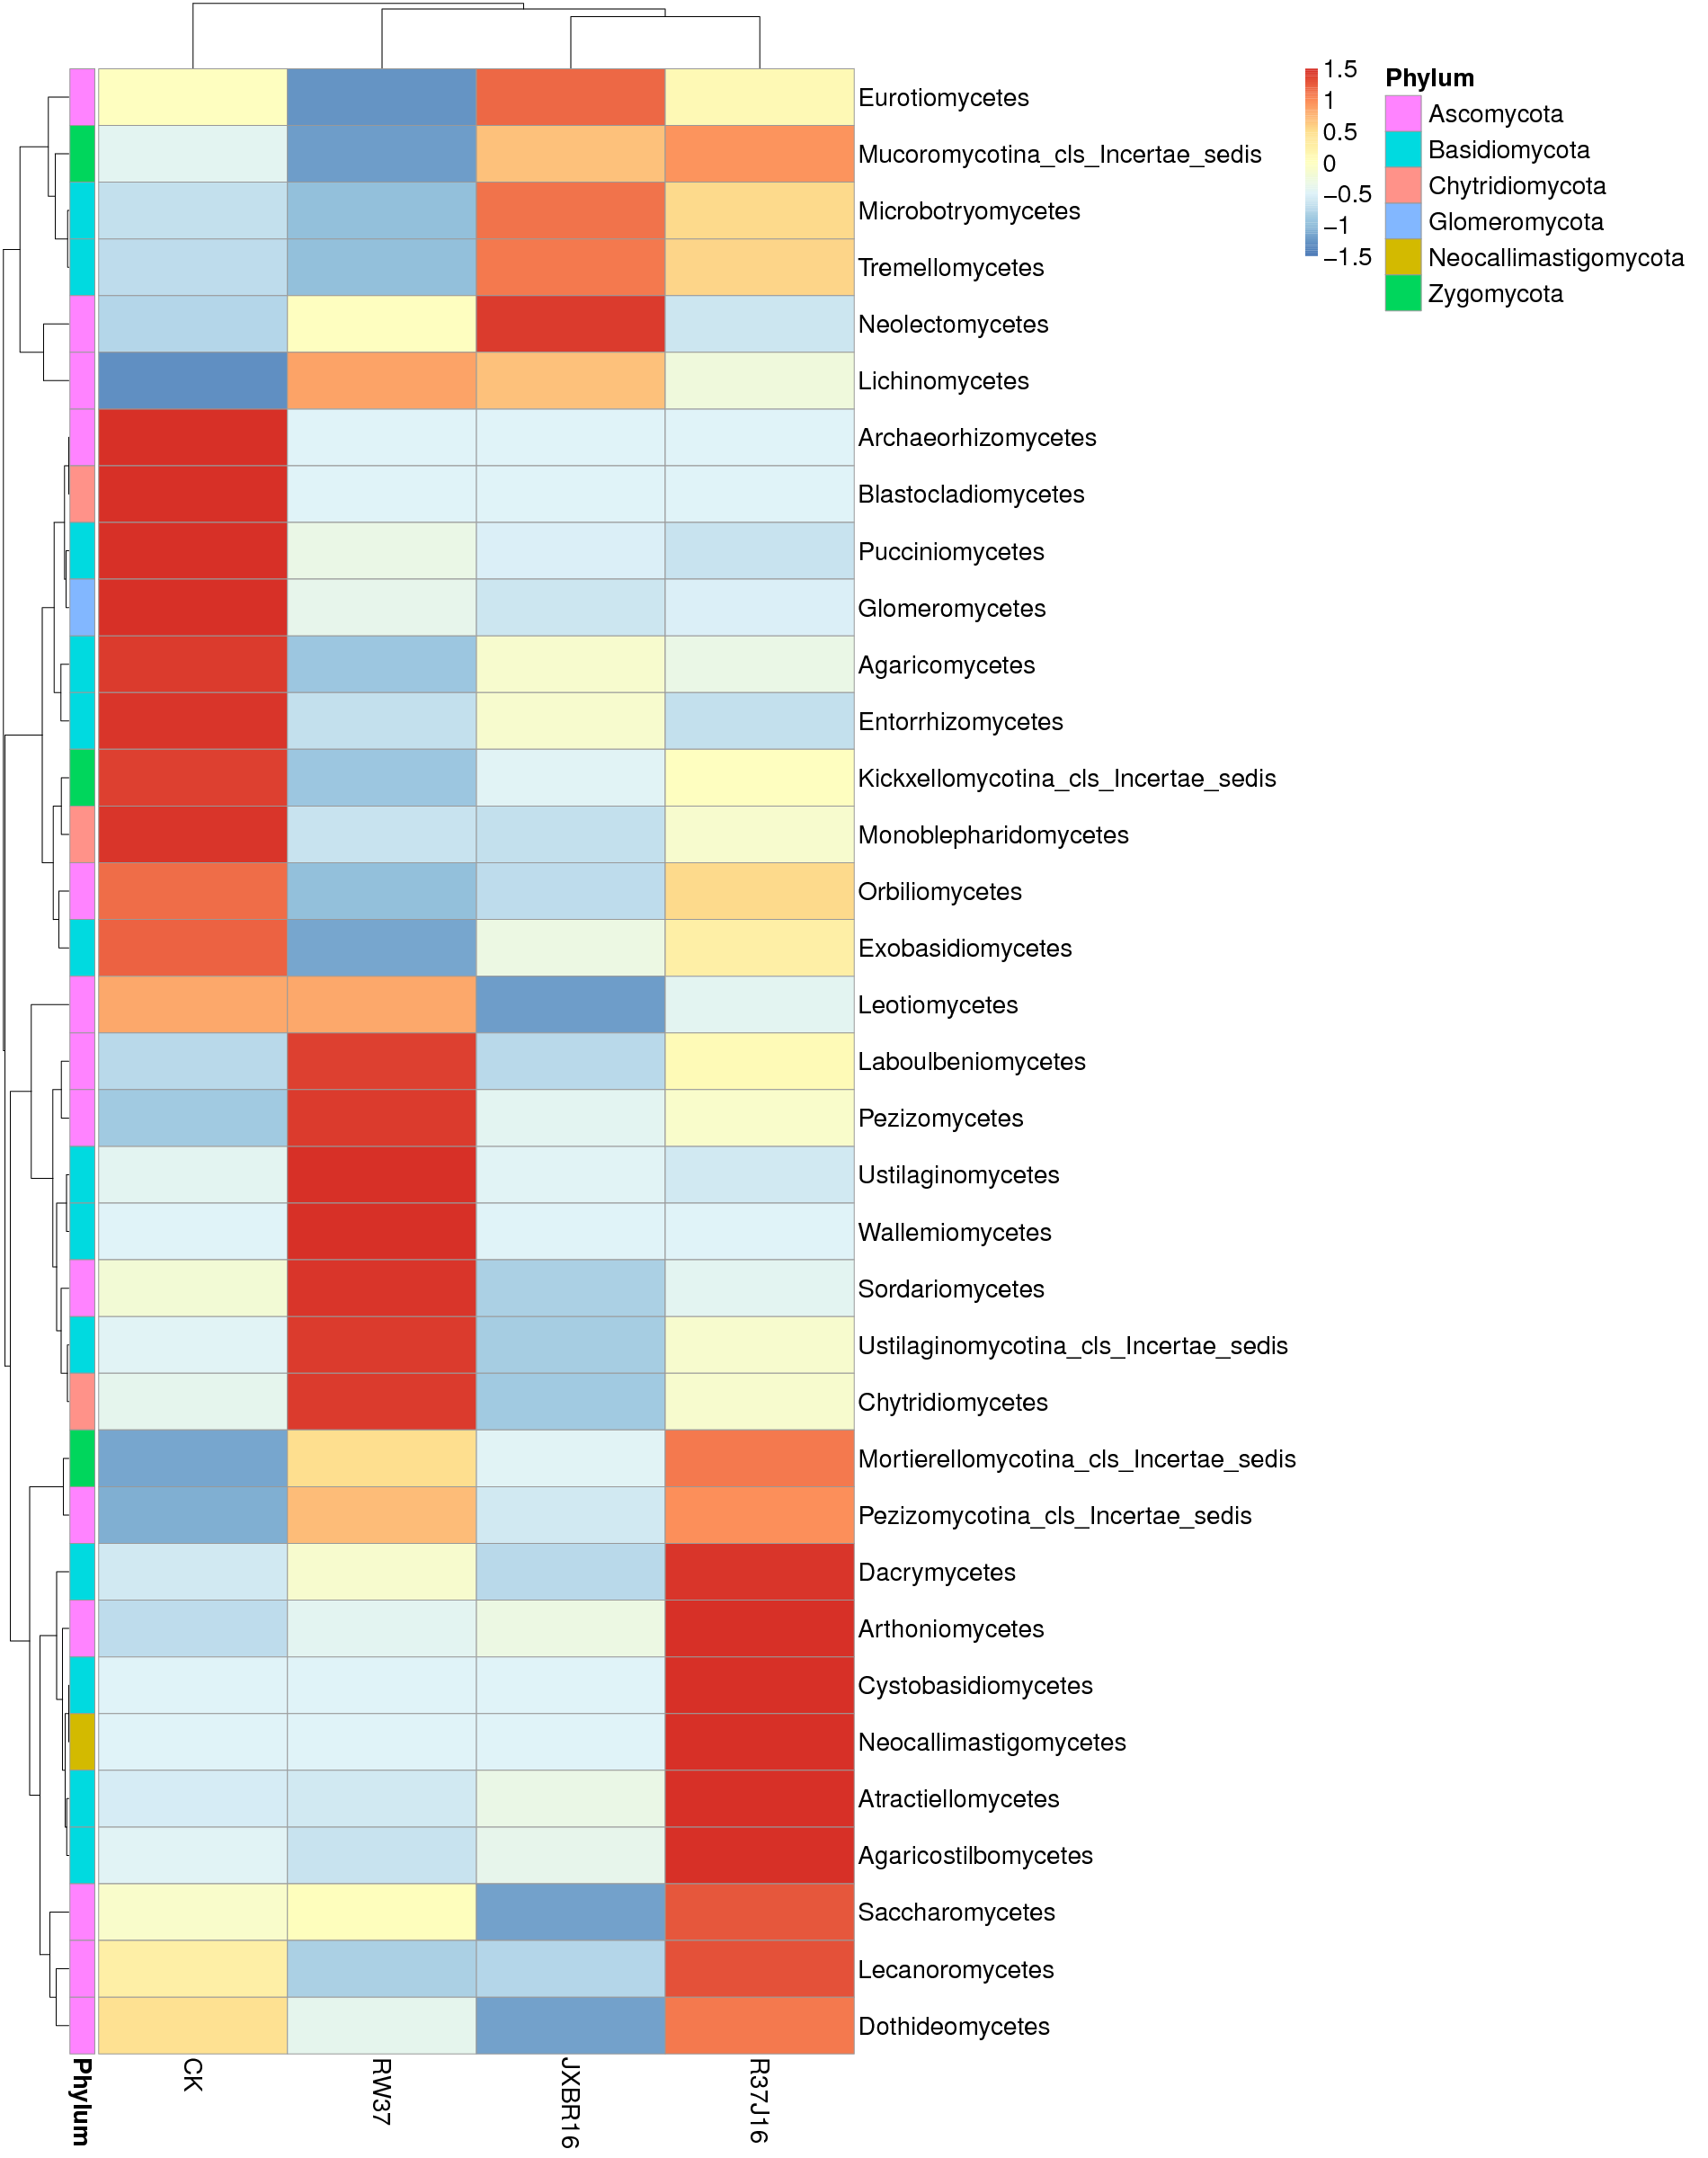 Eurotiomycetes
Mucoromycotina_cls_Incertae_sedis
Microbotryomycetes
Tremellomycetes
Neolectomycetes
Lichinomycetes
Archaeorhizomycetes
Blastocladiomycetes
Pucciniomycetes
Glomeromycetes
Agaricomycetes
Entorrhizomycetes
Kickxellomycotina_cls_Incertae_sedis
Monoblepharidomycetes
Orbiliomycetes
Exobasidiomycetes
Leotiomycetes
Laboulbeniomycetes
Pezizomycetes
Ustilaginomycetes
Wallemiomycetes
Sordariomycetes
Ustilaginomycotina_cls_Incertae_sedis
Chytridiomycetes
Mortierellomycotina_cls_Incertae_sedis
Pezizomycotina_cls_Incertae_sedis
Dacrymycetes
Arthoniomycetes
Cystobasidiomycetes
Neocallimastigomycetes
Atractiellomycetes
Agaricostilbomycetes
Saccharomycetes
Lecanoromycetes
Dothideomycetes
Phylum
CK
RW37
JXBR16
R37J16
1.5
1
0.5
0
−0.5
−1
−1.5
Phylum
Ascomycota
Basidiomycota
Chytridiomycota
Glomeromycota
Neocallimastigomycota
Zygomycota